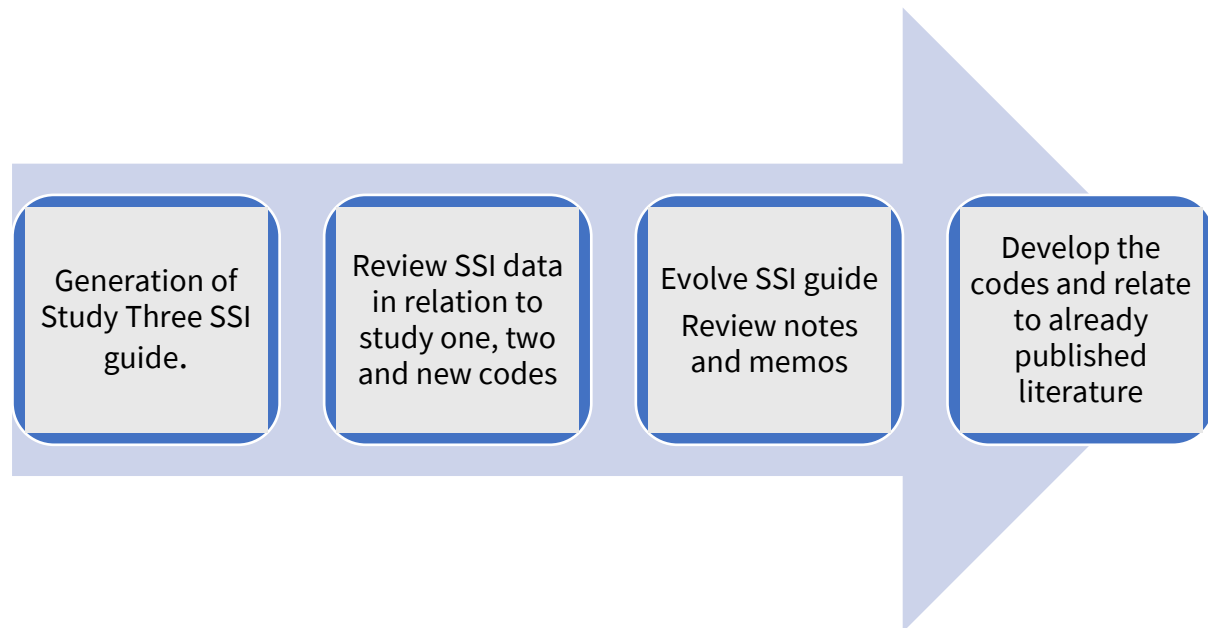 Generation of
Study Three SSI
guide.
Review SSI data
in relation to
study one, two
and new codes
Evolve SSI guide
Review notes
and memos
Develop the
codes and relate
to already
published
literature